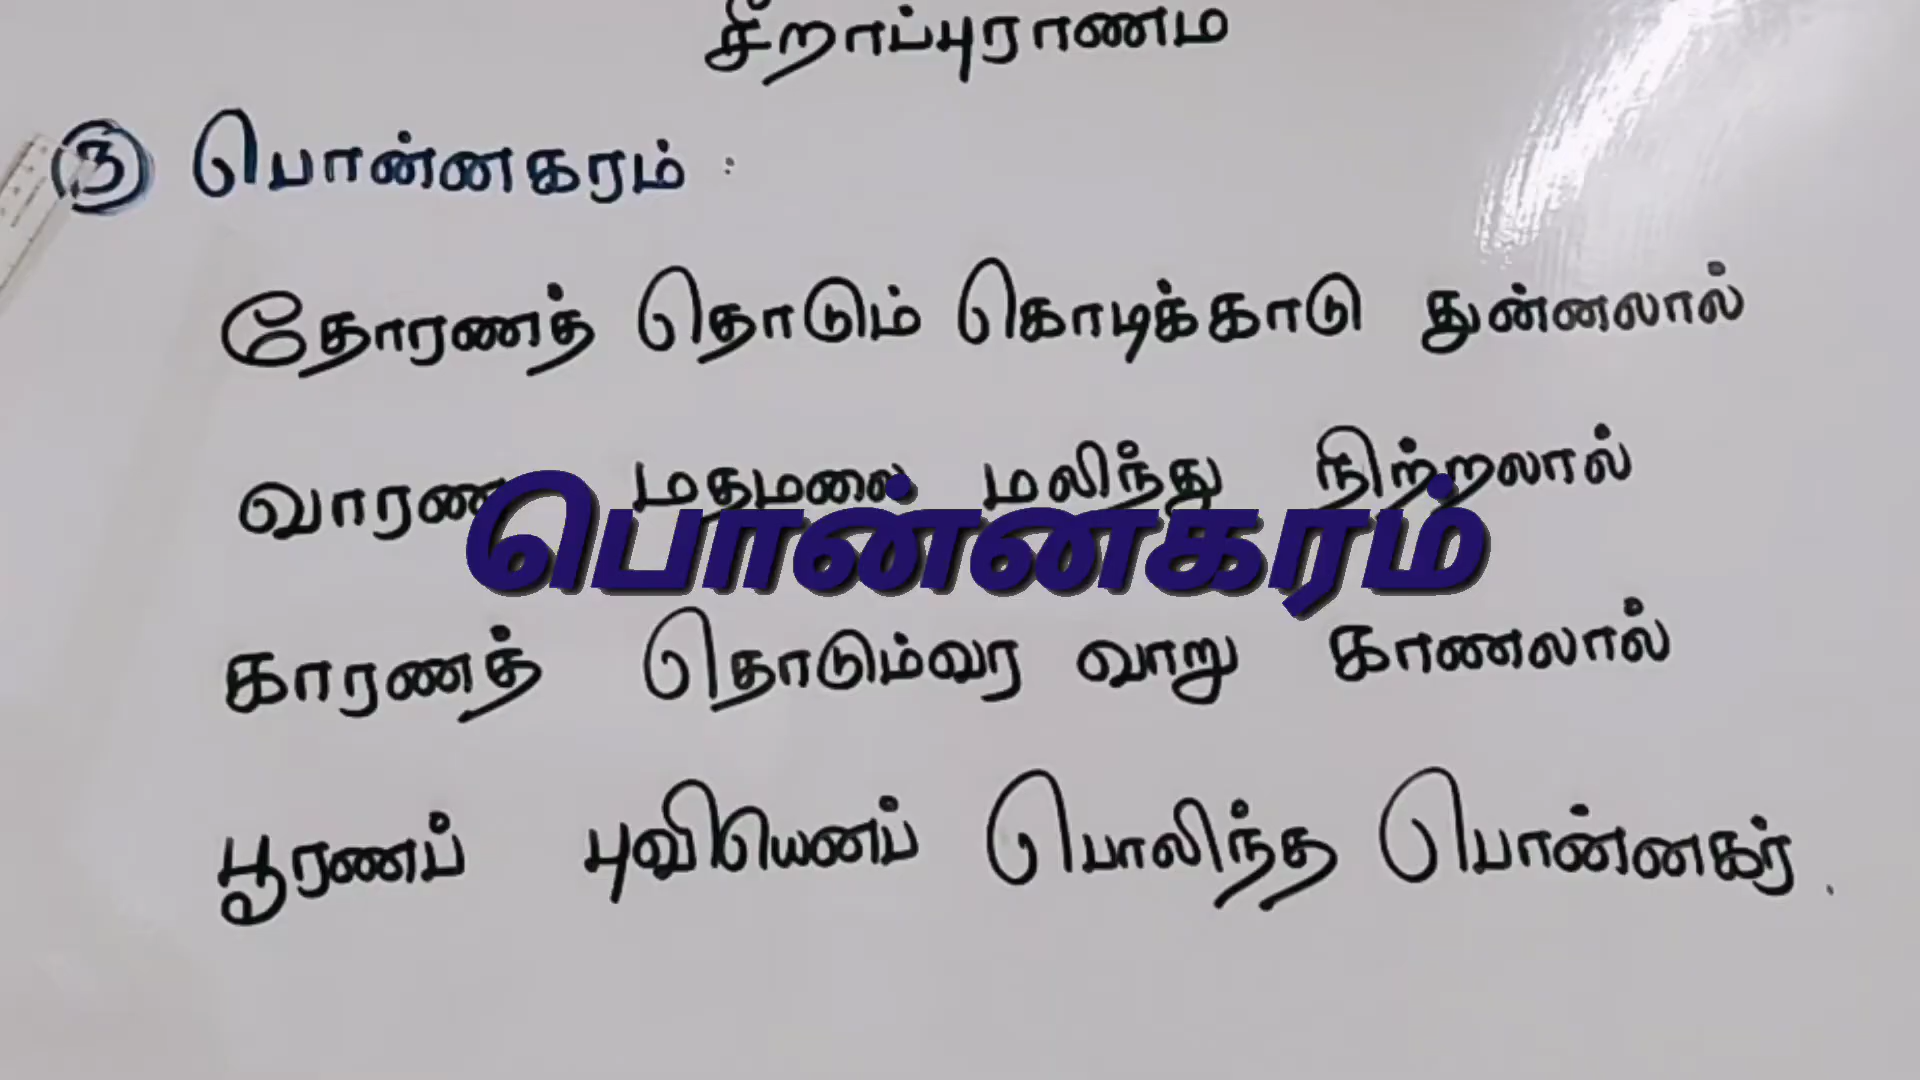 சீறாப்புராணம்
③ பொன்னகரம் :
தோரணத் தொடும் கொடிக்காடு துன்னலால்
வாரண மதமலை மலிந்து நிற்றலால்
பொன்னகரம்
காரணத் தொடும்வர வாறு காணலால்
பூரணப் புவியெனப் பொலிந்த பொன்னகர்.